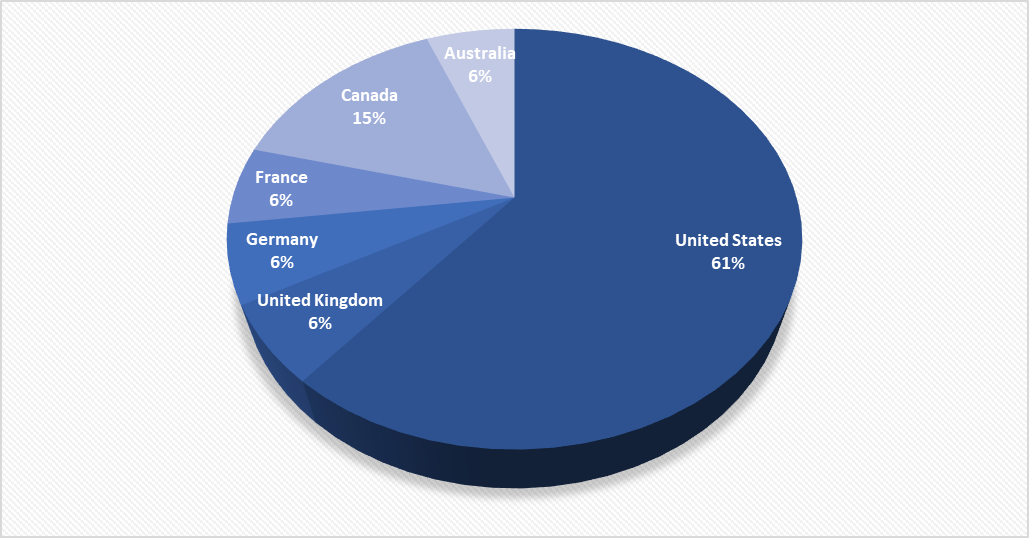 Australia
6%
Canada
15%
France
6%
Germany
6%
United Kingdom
6%
United States
61%